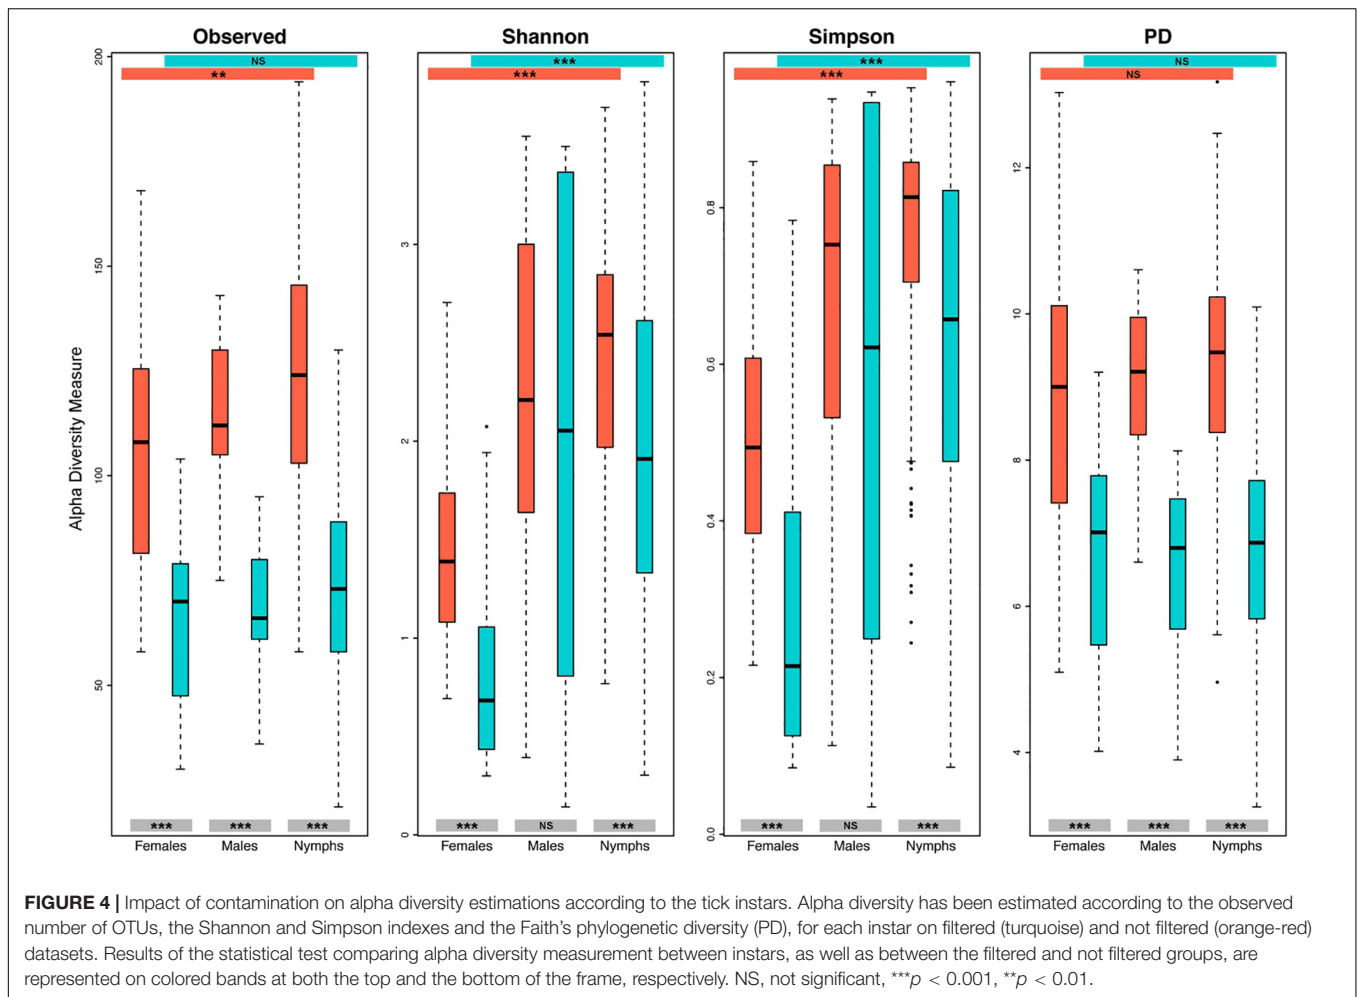 Observed
Shannon
Simpson
PD
NS
**
***
***
***
***
NS
NS
Alpha Diversity Measure
200
150
100
50
3
2
1
0
0.8
0.6
0.4
0.2
0.0
12
10
8
6
4
*** *** ***
*** NS ***
*** NS ***
*** *** ***
Females Males Nymphs
Females Males Nymphs
Females Males Nymphs
Females Males Nymphs
FIGURE 4 | Impact of contamination on alpha diversity estimations according to the tick instars. Alpha diversity has been estimated according to the observed
number of OTUs, the Shannon and Simpson indexes and the Faith's phylogenetic diversity (PD), for each instar on filtered (turquoise) and not filtered (orange-red)
datasets. Results of the statistical test comparing alpha diversity measurement between instars, as well as between the filtered and not filtered groups, are
represented on colored bands at both the top and the bottom of the frame, respectively. NS, not significant, ***p < 0.001, **p < 0.01.